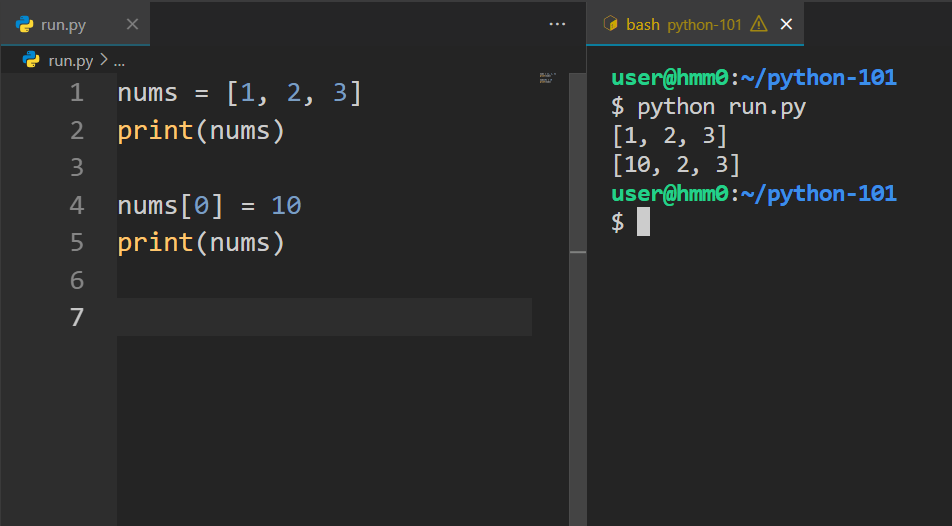 run.py
run.py > ...
1 nums = [1, 2, 3]
2 print(nums)
3
4 nums[0] = 10
5 print(nums)
6
7
bash python-101
user@hmm0:~/python-101
$ python run.py
[1, 2, 3]
[10, 2, 3]
user@hmm0:~/python-101
$